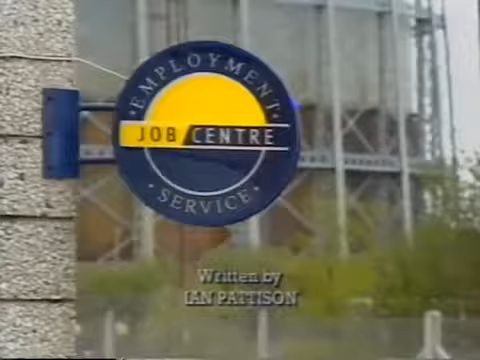 EMPLOYMENT
JOB CENTRE
SERVICE
Written by
IAN PATTISON